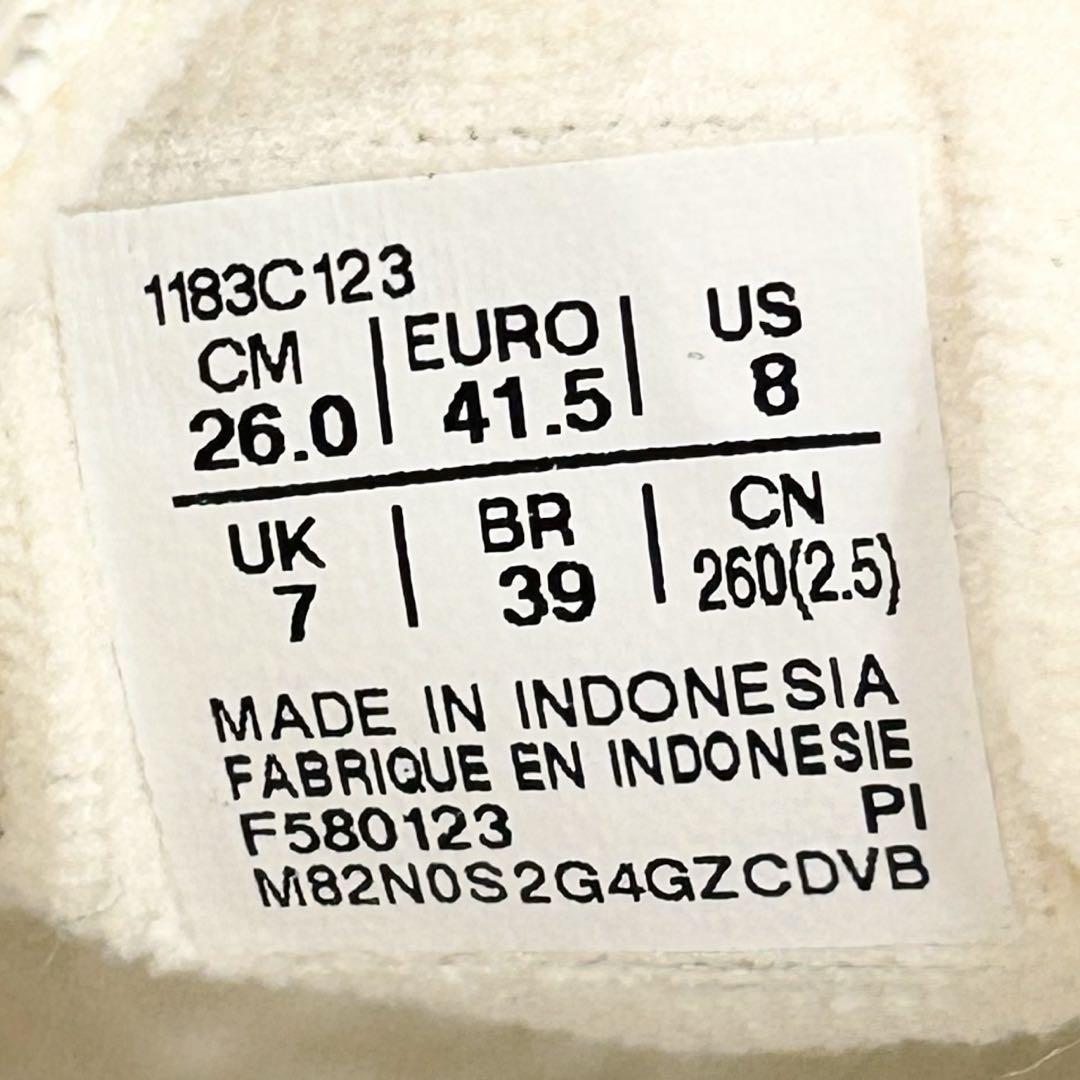 1183C123
CM | EURO | US
26.0 | 41.5 | 8
UK | BR | CN
7 | 39 | 260(2.5)
MADE IN INDONESIA
FABRIQUE EN INDONESIE
F580123 PI
M82N0S2G4GZCDVB